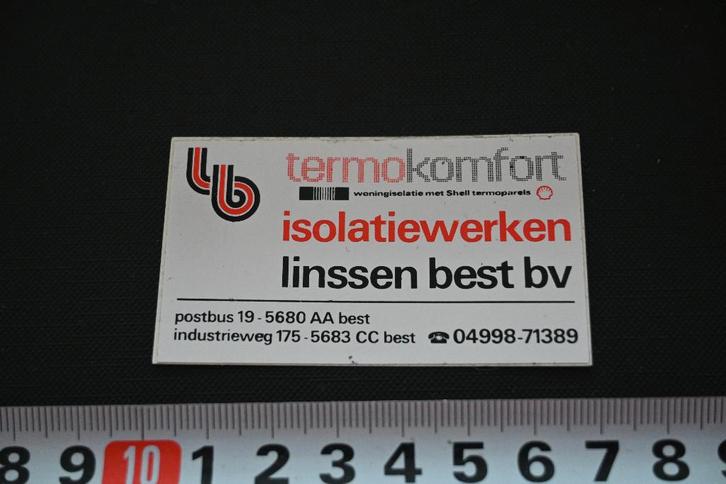 lb
termokomfort
woningisolatie met Shell termoparels
isolatiewerken
linssen best bv
postbus 19 - 5680 AA best
industrieweg 175 - 5683 CC best ☎ 04998-71389
8 9 10 1 2 3 4 5 6 7 8 9